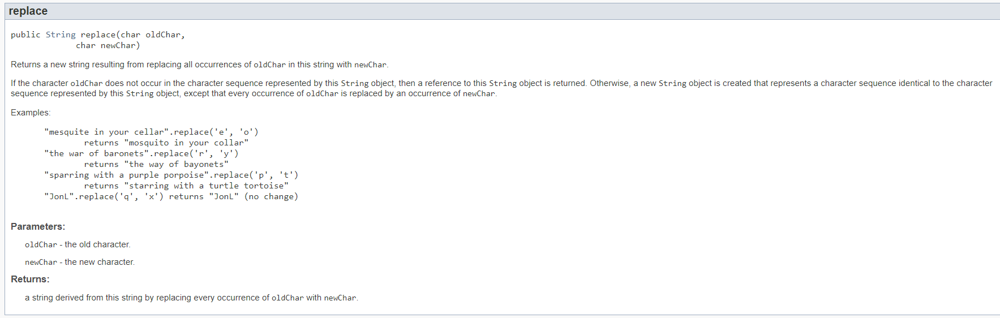 replace
public String replace(char oldChar,
char newChar)
Returns a new string resulting from replacing all occurrences of oldChar in this string with newChar.
If the character oldChar does not occur in the character sequence represented by this String object, then a reference to this String object is returned. Otherwise, a new String object is created that represents a character sequence identical to the character
sequence represented by this String object, except that every occurrence of oldChar is replaced by an occurrence of newChar.
Examples:
"mesquite in your cellar".replace('e', 'o')
returns "mosquito in your collar"
"the war of baronets".replace('r', 'y')
returns "the way of bayonets"
"sparring with a purple porpoise".replace('p', 't')
returns "starring with a turtle tortoise"
"JonL".replace('q', 'x') returns "JonL" (no change)
Parameters:
oldChar - the old character.
newChar - the new character.
Returns:
a string derived from this string by replacing every occurrence of oldChar with newChar.